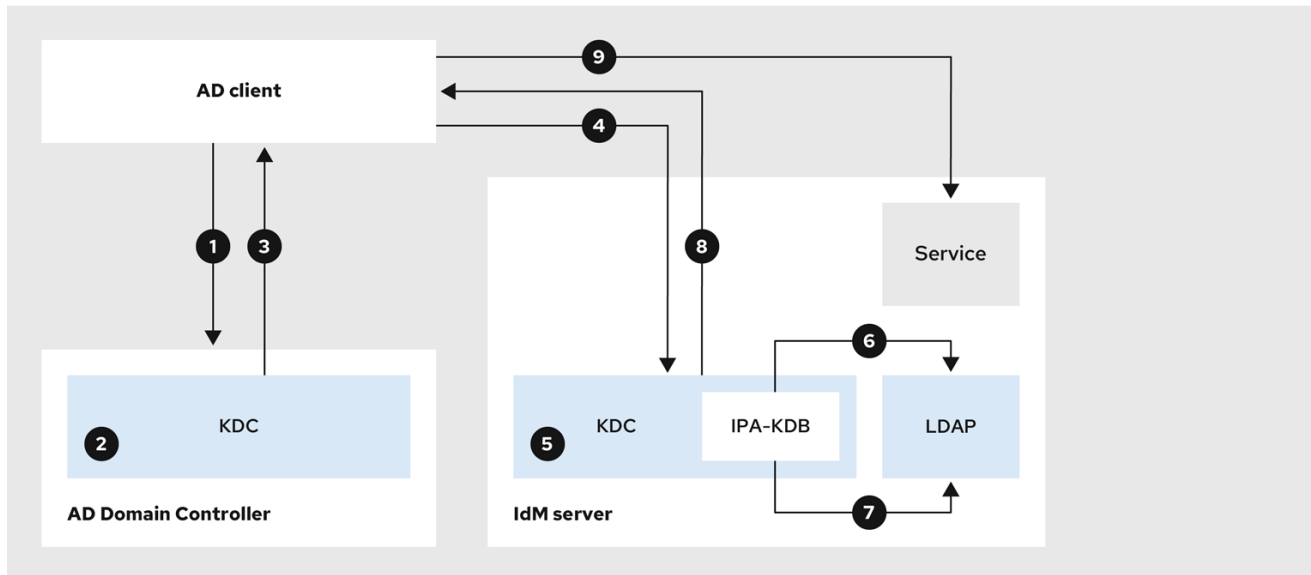 9
AD client
4
1
3
8
Service
6
2
KDC
5
KDC
IPA-KDB
LDAP
AD Domain Controller
IdM server
7